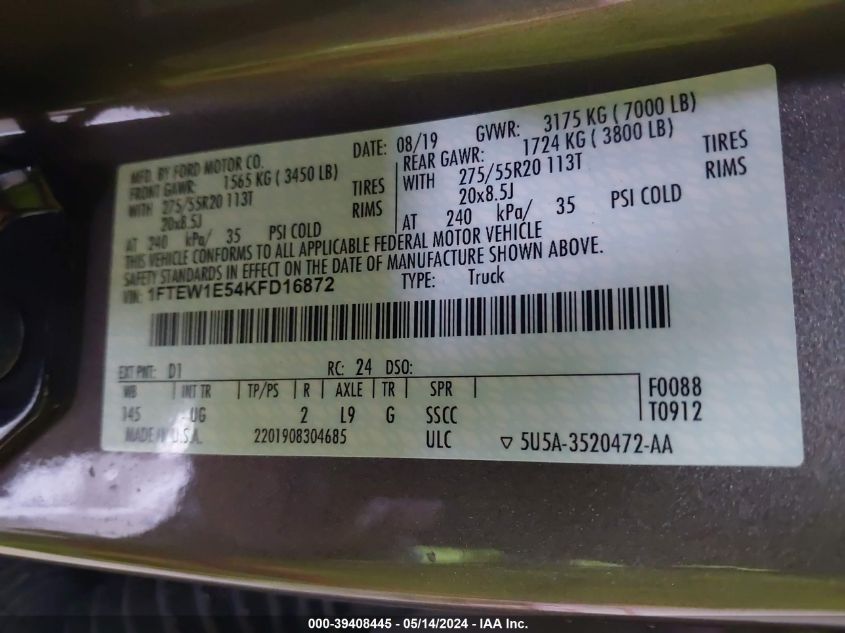 MFD. BY FORD MOTOR CO.
DATE: 08/19 GVWR: 3175 KG ( 7000 LB)
FRONT GAWR: 1565 KG ( 3450 LB)
REAR GAWR: 1724 KG ( 3800 LB)
WITH 275/55R20 113T TIRES
WITH 275/55R20 113T TIRES
20x8.5J RIMS
20x8.5J RIMS
AT 240 kPa/ 35 PSI COLD
AT 240 kPa/ 35 PSI COLD
THIS VEHICLE CONFORMS TO ALL APPLICABLE FEDERAL MOTOR VEHICLE
SAFETY STANDARDS IN EFFECT ON THE DATE OF MANUFACTURE SHOWN ABOVE.
VIN: 1FTEW1E54KFD16872 TYPE: Truck
EXT PNT: D1 RC: 24 DSO:
WB INT TR TP/PS R AXLE TR SPR F0088
145 UG 2 L9 G SSCC T0912
MADE IN U.S.A. 2201908304685 ULC ▽ 5U5A-3520472-AA
000-39408445 - 05/14/2024 - IAA Inc.